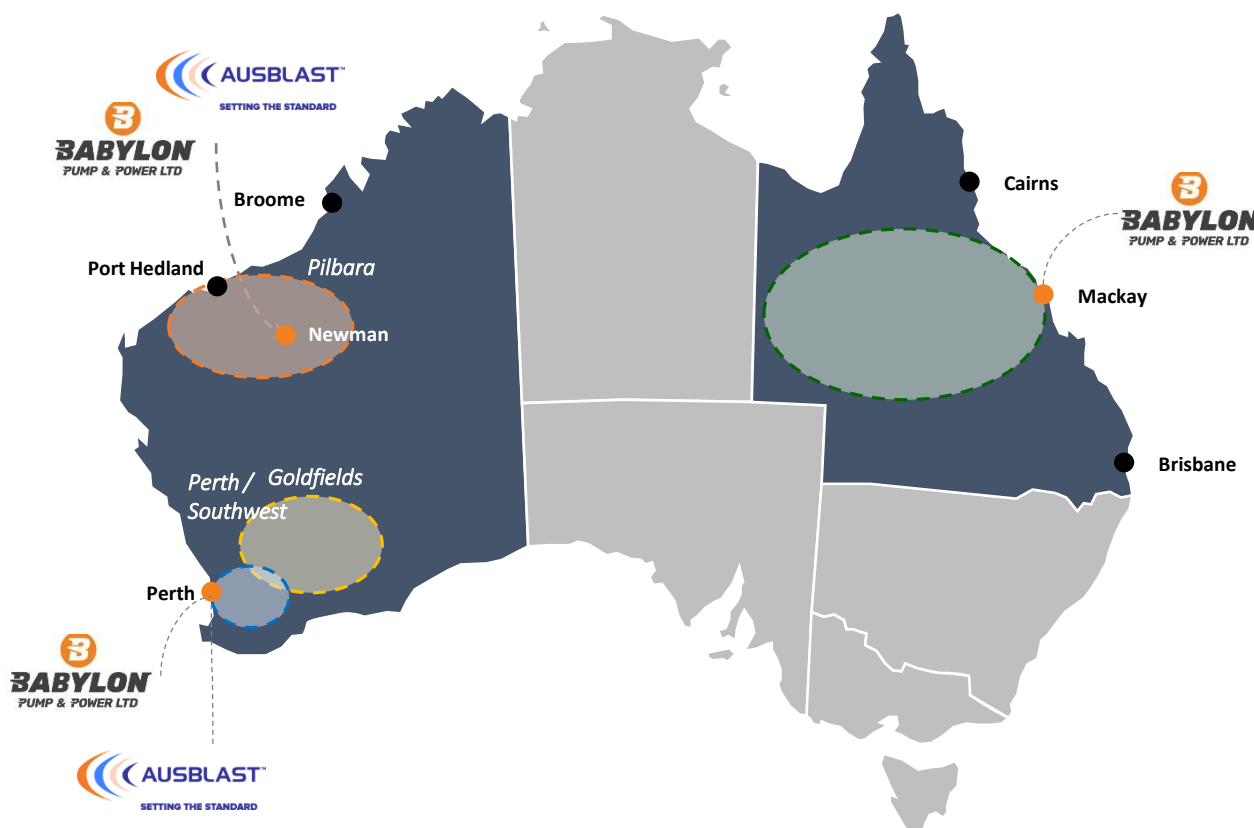 AUSBLAST™
SETTING THE STANDARD
B
BABYLON
PUMP & POWER LTD
Broome
Port Hedland
Pilbara
Newman
Cairns
B
BABYLON
PUMP & POWER LTD
Mackay
Brisbane
Perth /
Southwest
Goldfields
Perth
B
BABYLON
PUMP & POWER LTD
AUSBLAST™
SETTING THE STANDARD